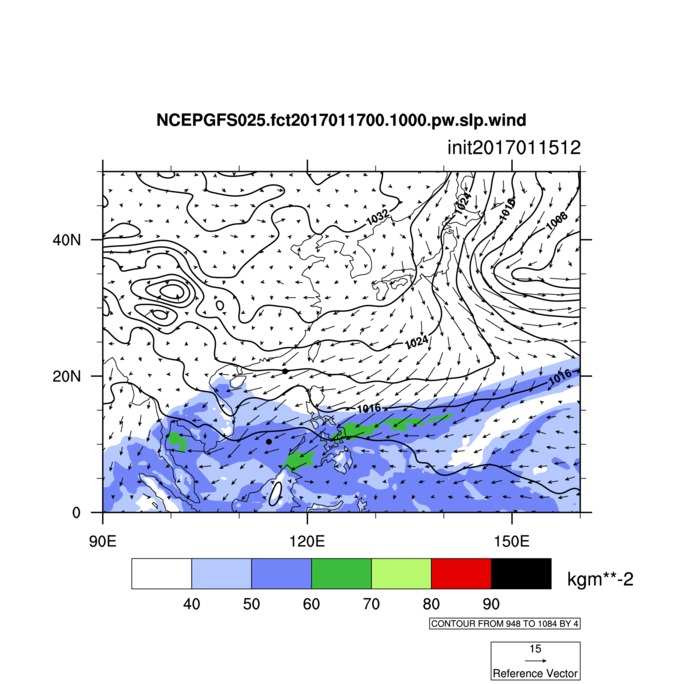 NCEPGFS025.fct2017011700.1000.pw.slp.wind
init2017011512
1032
1024
1016
1008
40N
1024
20N
1016
1016
0
90E 120E 150E
40 50 60 70 80 90
kgm**-2
CONTOUR FROM 948 TO 1084 BY 4
15
Reference Vector